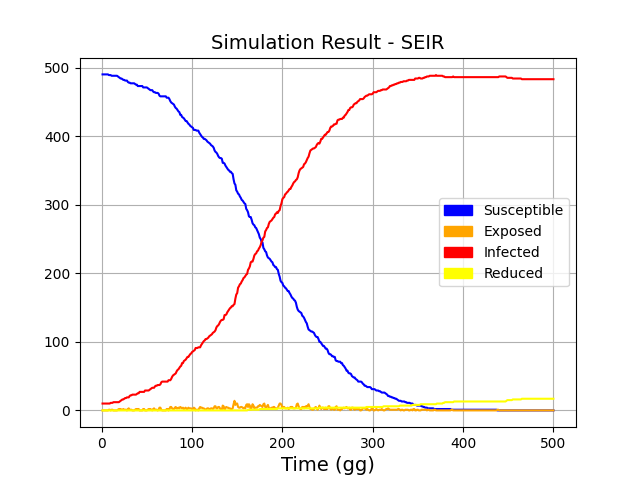 Simulation Result - SEIR
500
400
300
200
100
0
Susceptible
Exposed
Infected
Reduced
0 100 200 300 400 500
Time (gg)